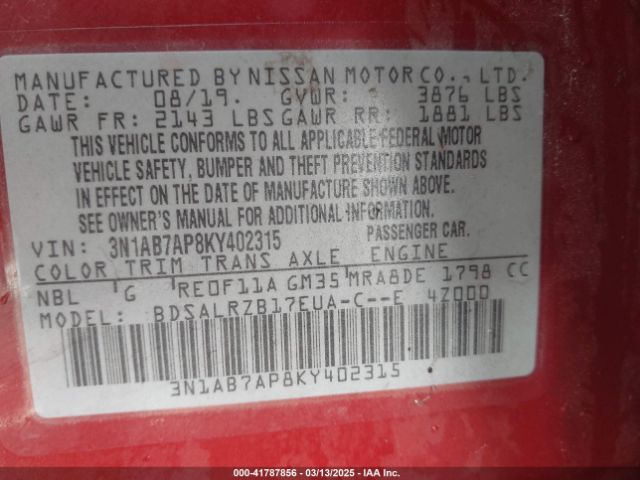 MANUFACTURED BY NISSAN MOTOR CO., LTD.
DATE: 08/19. GVWR: 3876 LBS
GAWR FR: 2143 LBS GAWR RR: 1881 LBS
THIS VEHICLE CONFORMS TO ALL APPLICABLE FEDERAL MOTOR
VEHICLE SAFETY, BUMPER AND THEFT PREVENTION STANDARDS
IN EFFECT ON THE DATE OF MANUFACTURE SHOWN ABOVE.
SEE OWNER'S MANUAL FOR ADDITIONAL INFORMATION.
VIN: 3N1AB7AP8KY402315 PASSENGER CAR.
COLOR TRIM TRANS AXLE ENGINE
NBL G RE0F11A GM35 MRA8DE 1798 CC
MODEL: BDSALRZB17EUA-C--E 4Z000
3N1AB7AP8KY402315
000-41787856 | 03/13/2025 | IAA Inc.